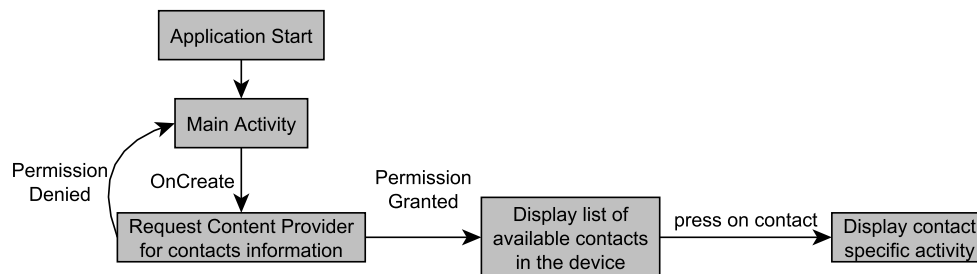 Application Start
Main Activity
Permission
Denied
OnCreate
Permission
Granted
Request Content Provider
for contacts information
Display list of
available contacts
in the device
press on contact
Display contact
specific activity